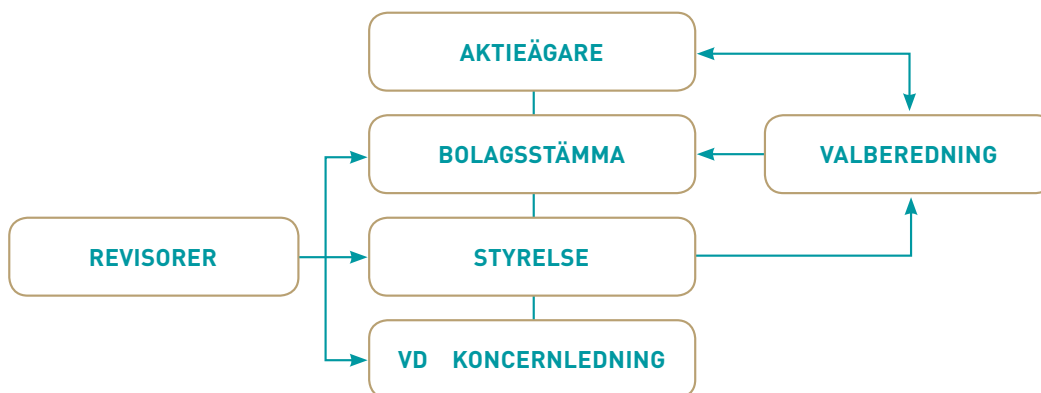 AKTIEÄGARE
BOLAGSSTÄMMA
VALBEREDNING
REVISORER
STYRELSE
VD KONCERNLEDNING